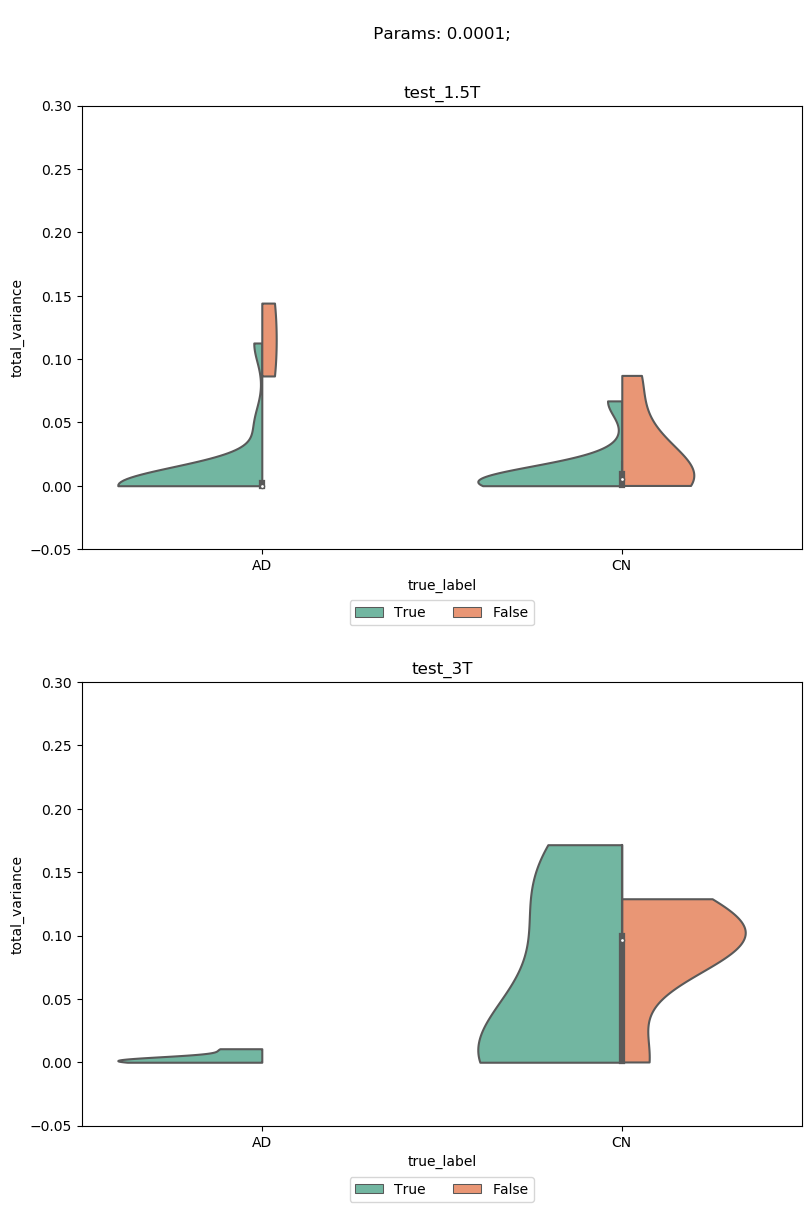 Params: 0.0001;
test_1.5T
0.30
0.25
0.20
0.15
0.10
0.05
0.00
−0.05
total_variance
AD CN
true_label
True False
test_3T
0.30
0.25
0.20
0.15
0.10
0.05
0.00
−0.05
total_variance
AD CN
true_label
True False